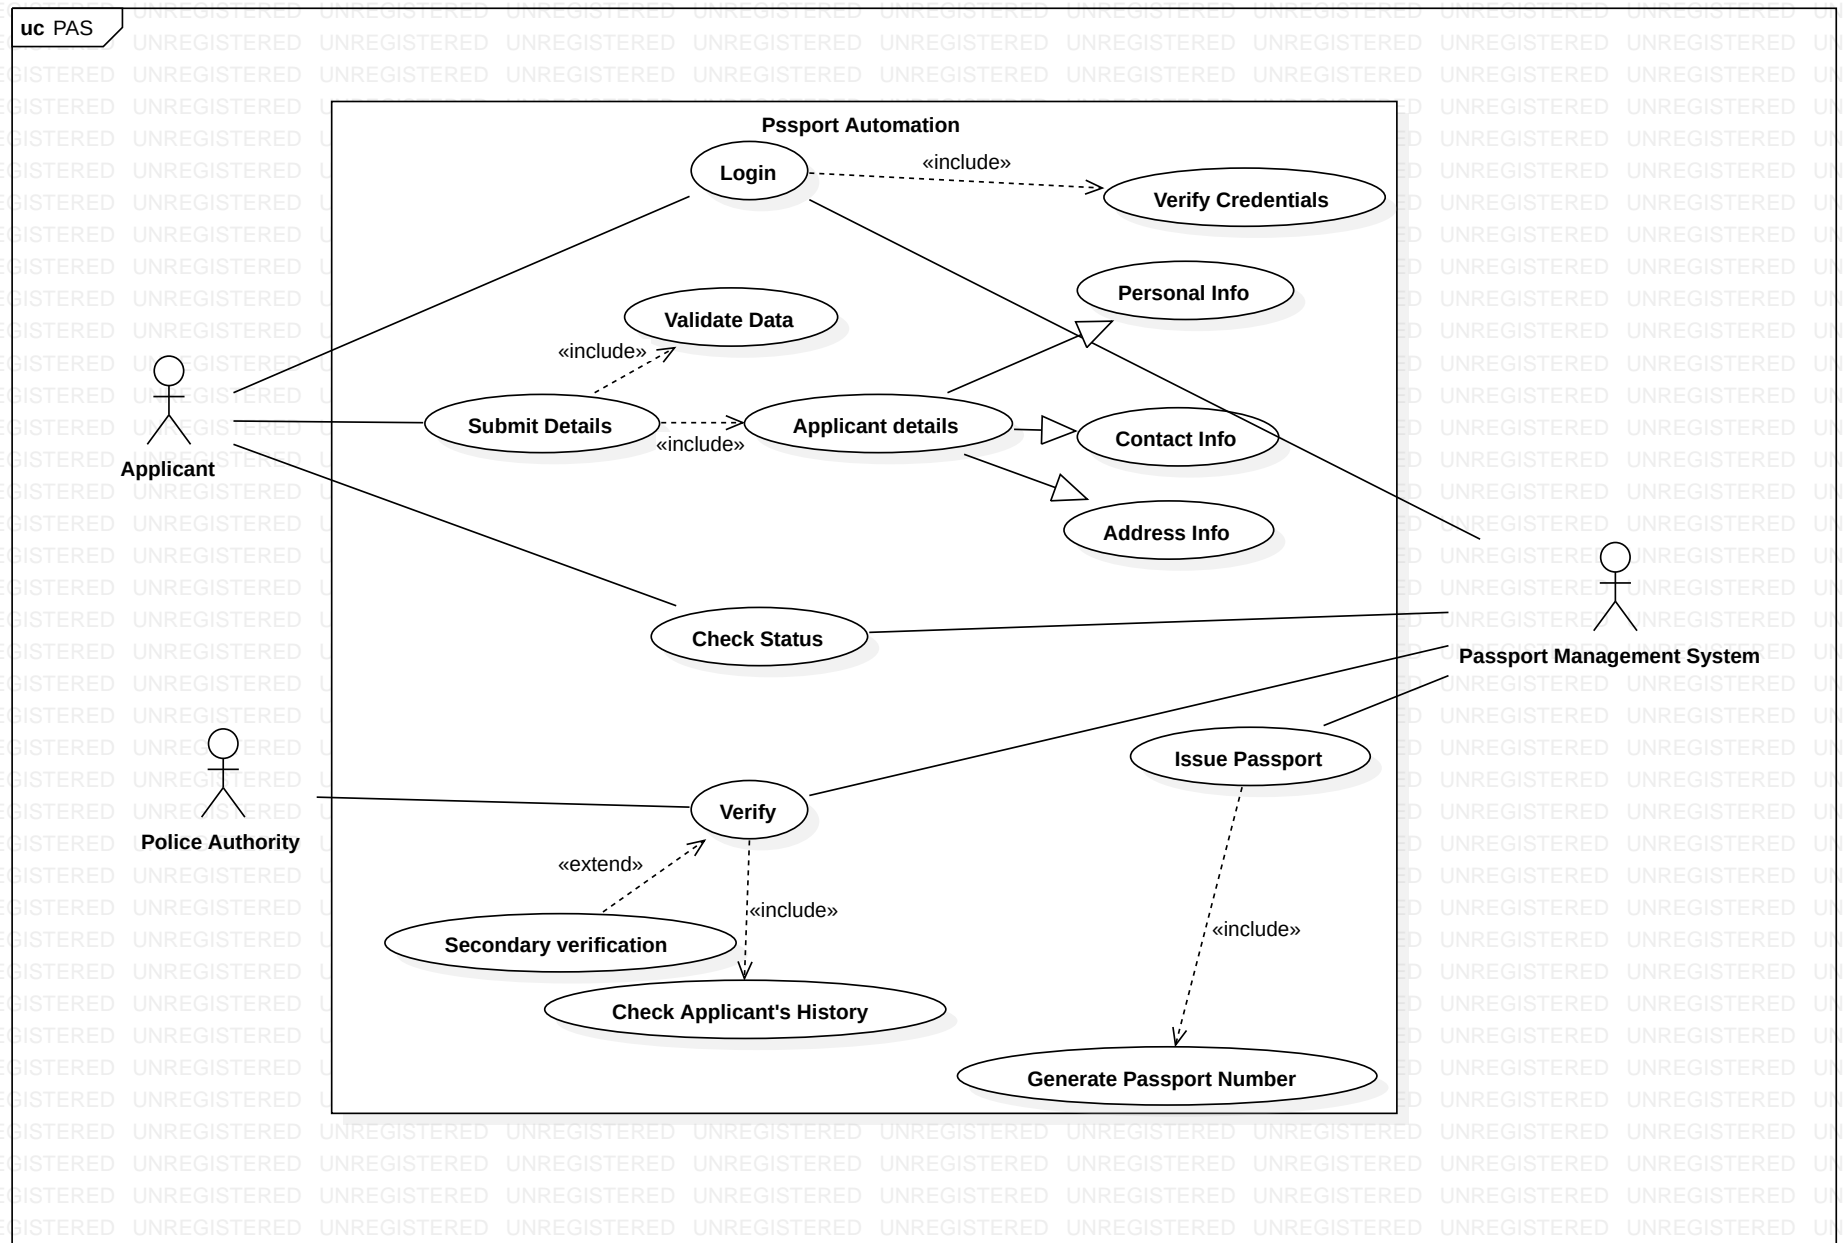 uc PAS
Pssport Automation
Login
«include»
Verify Credentials
Personal Info
Validate Data
«include»
Submit Details
«include»
Applicant details
Contact Info
Applicant
Address Info
Check Status
Passport Management System
Issue Passport
Verify
Police Authority
«extend»
«include»
«include»
Secondary verification
Check Applicant's History
Generate Passport Number
UNREGISTERED